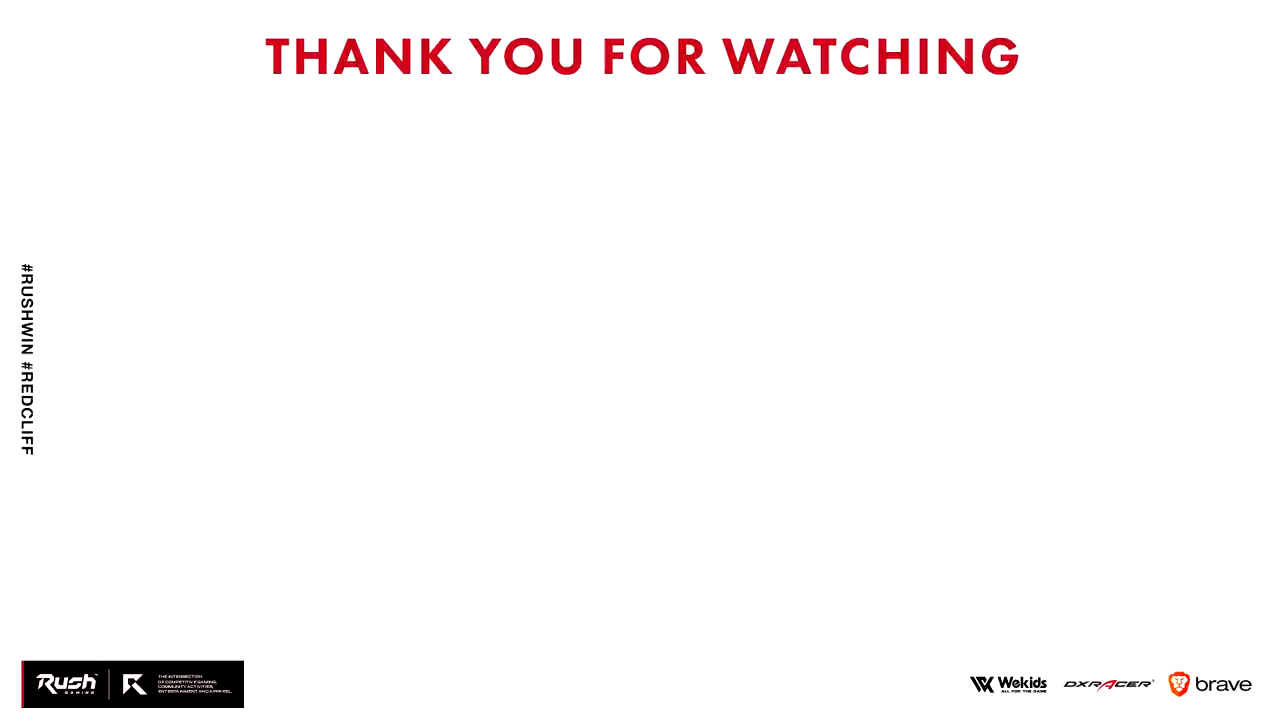 THANK YOU FOR WATCHING
#RUSHWIN #REDCLIFF
Rush
GAMING
THE INTERSECTION
OF COMPETITIVE GAMING,
COMMUNITY ACTIVITIES,
ENTERTAINMENT AND APPAREL.
Wekids
ALL FOR THE GAME
DXRACER
brave